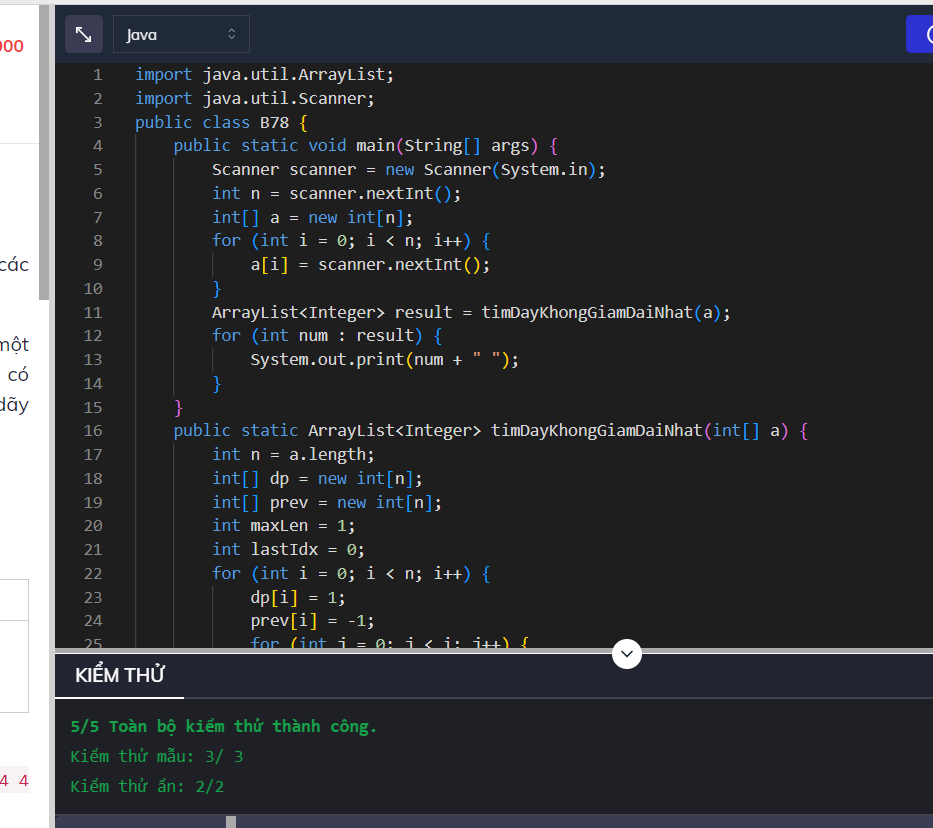 000
các
một
có
dãy
4 4
Java
1 import java.util.ArrayList;
2 import java.util.Scanner;
3 public class B78 {
4 public static void main(String[] args) {
5 Scanner scanner = new Scanner(System.in);
6 int n = scanner.nextInt();
7 int[] a = new int[n];
8 for (int i = 0; i < n; i++) {
9 a[i] = scanner.nextInt();
10 }
11 ArrayList<Integer> result = timDayKhongGiamDaiNhat(a);
12 for (int num : result) {
13 System.out.print(num + " ");
14 }
15 }
16 public static ArrayList<Integer> timDayKhongGiamDaiNhat(int[] a) {
17 int n = a.length;
18 int[] dp = new int[n];
19 int[] prev = new int[n];
20 int maxLen = 1;
21 int lastIdx = 0;
22 for (int i = 0; i < n; i++) {
23 dp[i] = 1;
24 prev[i] = -1;
25 for (int j = 0; j < i; j++) {
KIỂM THỬ
5/5 Toàn bộ kiểm thử thành công.
Kiểm thử mẫu: 3/ 3
Kiểm thử ẩn: 2/2